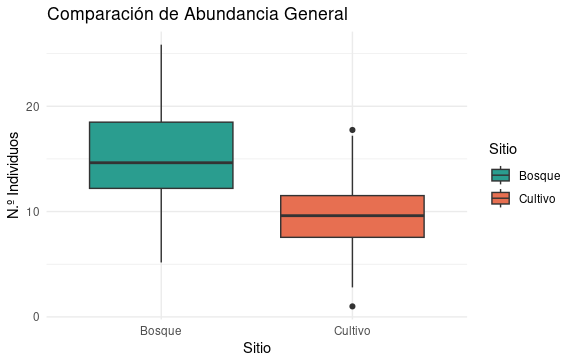 Comparación de Abundancia General
N.º Individuos
20
10
0
Bosque
Cultivo
Sitio
Sitio
Bosque
Cultivo